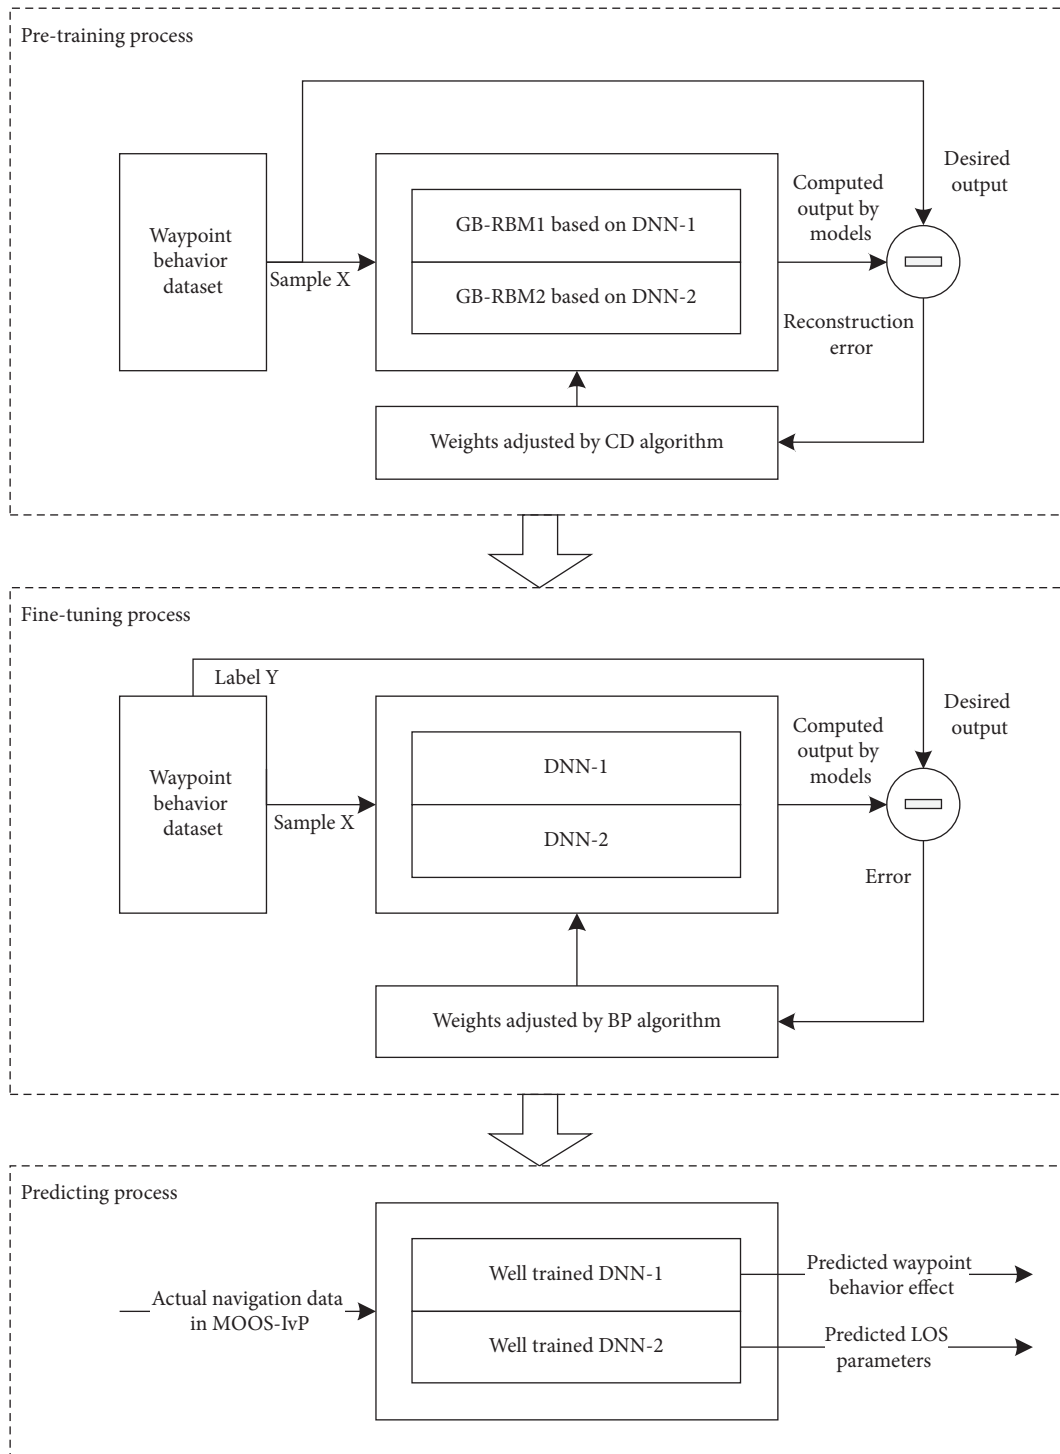 Pre-training process
Waypoint
behavior
dataset
Sample X
GB-RBM1 based on DNN-1
GB-RBM2 based on DNN-2
Computed
output by
models
Desired
output
Reconstruction
error
Weights adjusted by CD algorithm
Fine-tuning process
Label Y
Waypoint
behavior
dataset
Sample X
DNN-1
DNN-2
Computed
output by
models
Desired
output
Error
Weights adjusted by BP algorithm
Predicting process
Actual navigation data
in MOOS-IvP
Well trained DNN-1
Well trained DNN-2
Predicted waypoint
behavior effect
Predicted LOS
parameters